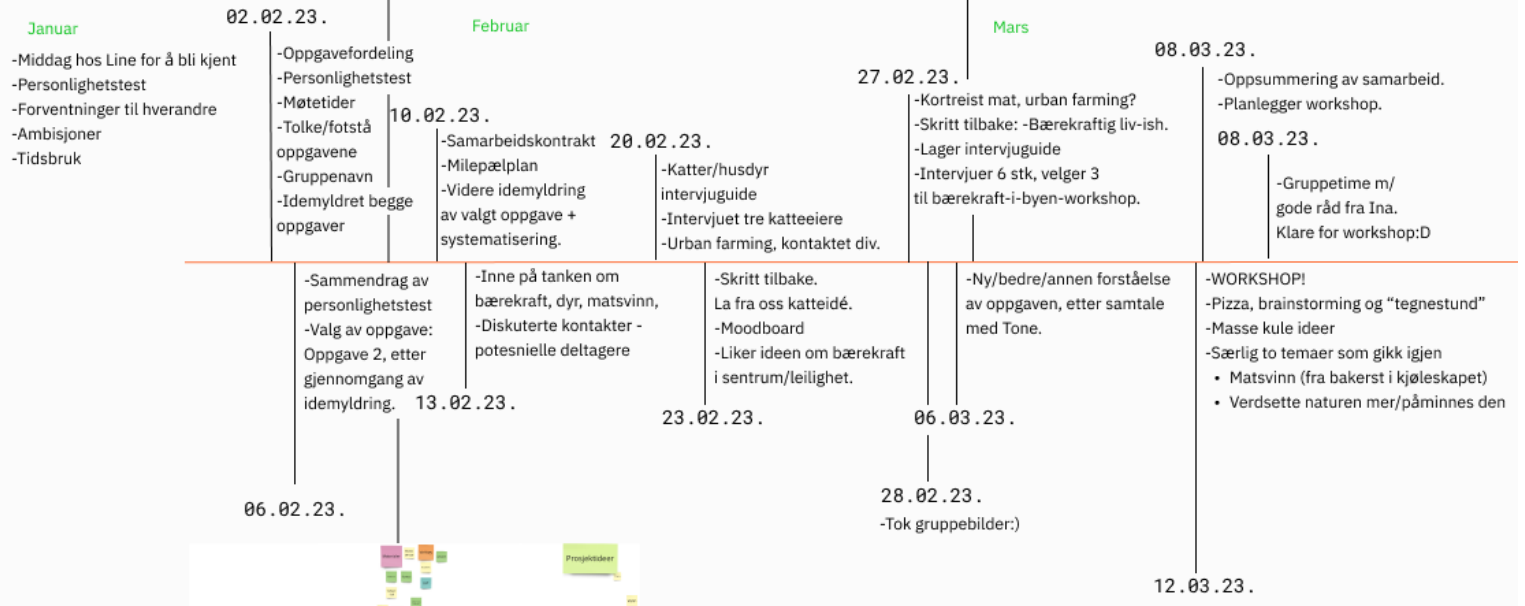 Januar
-Middag hos Line for å bli kjent
-Personlighetstest
-Forventninger til hverandre
-Ambisjoner
-Tidsbruk
02.02.23.
-Oppgavefordeling
-Personlighetstest
-Møtetider
-Tolke/fotstå
oppgavene
-Gruppenavn
-Idemyldret begge
oppgaver
Februar
10.02.23.
-Samarbeidskontrakt
-Milepælplan
-Videre idemyldring
av valgt oppgave +
systematisering.
20.02.23.
-Katter/husdyr
intervjuguide
-Intervjuet tre katteeiere
-Urban farming, kontaktet div.
Mars
27.02.23.
-Kortreist mat, urban farming?
-Skritt tilbake: -Bærekraftig liv-ish.
-Lager intervjuguide
-Intervjuer 6 stk, velger 3
til bærekraft-i-byen-workshop.
08.03.23.
-Oppsummering av samarbeid.
-Planlegger workshop.
08.03.23.
-Gruppetime m/
gode råd fra Ina.
Klare for workshop:D
-Sammendrag av
personlighetstest
-Valg av oppgave:
Oppgave 2, etter
gjennomgang av
idemyldring.
06.02.23.
-Inne på tanken om
bærekraft, dyr, matsvinn,
-Diskuterte kontakter -
potesnielle deltagere
13.02.23.
-Skritt tilbake.
La fra oss katteidé.
-Moodboard
-Liker ideen om bærekraft
i sentrum/leilighet.
23.02.23.
-Ny/bedre/annen forståelse
av oppgaven, etter samtale
med Tone.
06.03.23.
28.02.23.
-Tok gruppebilder:)
-WORKSHOP!
-Pizza, brainstorming og “tegnestund”
-Masse kule ideer
-Særlig to temaer som gikk igjen
• Matsvinn (fra bakerst i kjøleskapet)
• Verdsette naturen mer/påminnes den
12.03.23.
Prosjektideer